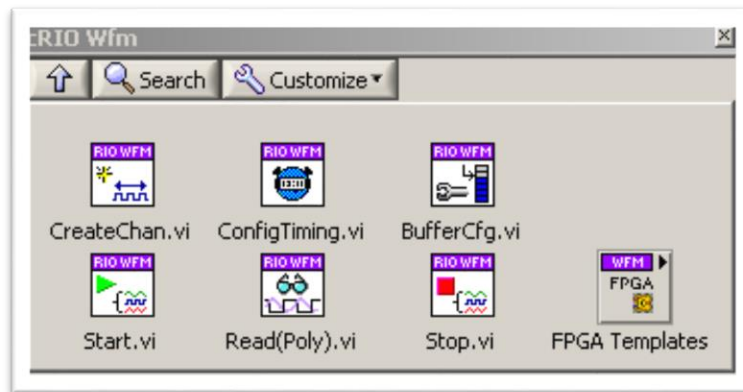 cRIO Wfm
Search Customize
RIO WFM RIO WFM RIO WFM
CreateChan.vi ConfigTiming.vi BufferCfg.vi
RIO WFM RIO WFM RIO WFM WFM
FPGA
Start.vi Read(Poly).vi Stop.vi FPGA Templates